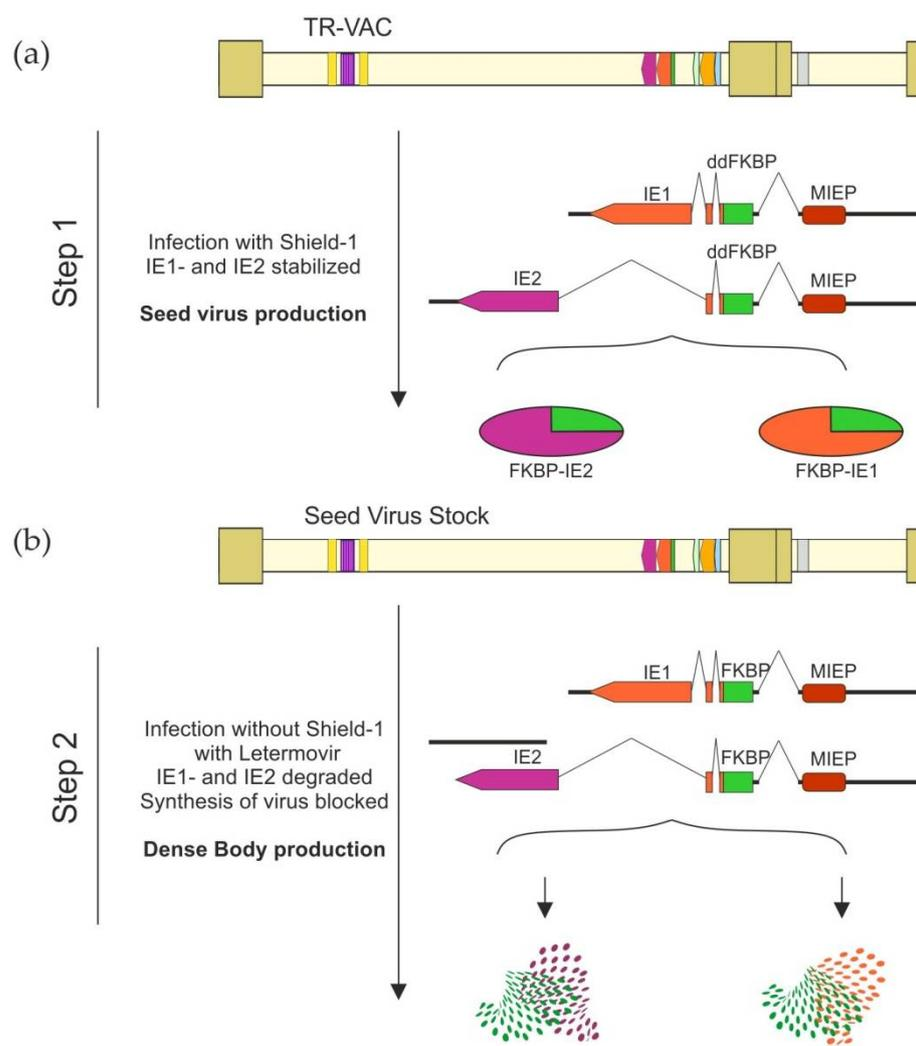 (a)
TR-VAC
Step 1
Infection with Shield-1
IE1- and IE2 stabilized
Seed virus production
ddFKBP
IE1
MIEP
ddFKBP
IE2
MIEP
FKBP-IE2
FKBP-IE1
(b)
Seed Virus Stock
Step 2
Infection without Shield-1
with Letermovir
IE1- and IE2 degraded
Synthesis of virus blocked
Dense Body production
IE1
FKBP
MIEP
IE2
FKBP
MIEP